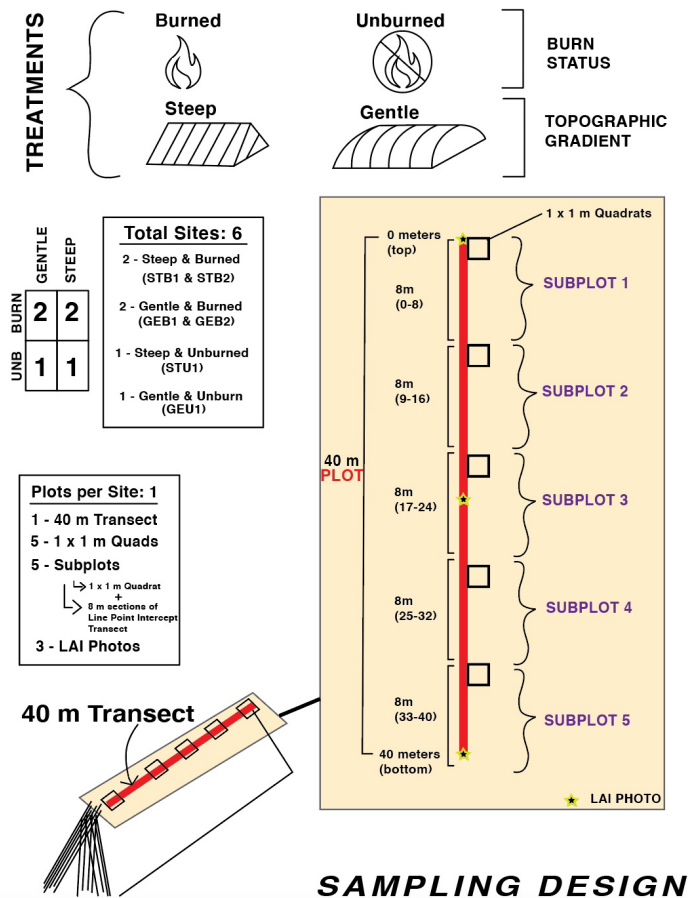 TREATMENTS
Burned
Unburned
BURN
STATUS
Steep
Gentle
TOPOGRAPHIC
GRADIENT
GENTLE
STEEP
BURN
2 2
UNB
1 1
Total Sites: 6
2 - Steep & Burned
(STB1 & STB2)
2 - Gentle & Burned
(GEB1 & GEB2)
1 - Steep & Unburned
(STU1)
1 - Gentle & Unburn
(GEU1)
Plots per Site: 1
1 - 40 m Transect
5 - 1 x 1 m Quads
5 - Subplots
1 x 1 m Quadrat
+
8 m sections of
Line Point Intercept
Transect
3 - LAI Photos
40 m Transect
1 x 1 m Quadrats
0 meters
(top)
8m
(0-8)
SUBPLOT 1
8m
(9-16)
SUBPLOT 2
40 m
PLOT
8m
(17-24)
SUBPLOT 3
8m
(25-32)
SUBPLOT 4
8m
(33-40)
SUBPLOT 5
40 meters
(bottom)
LAI PHOTO
SAMPLING DESIGN